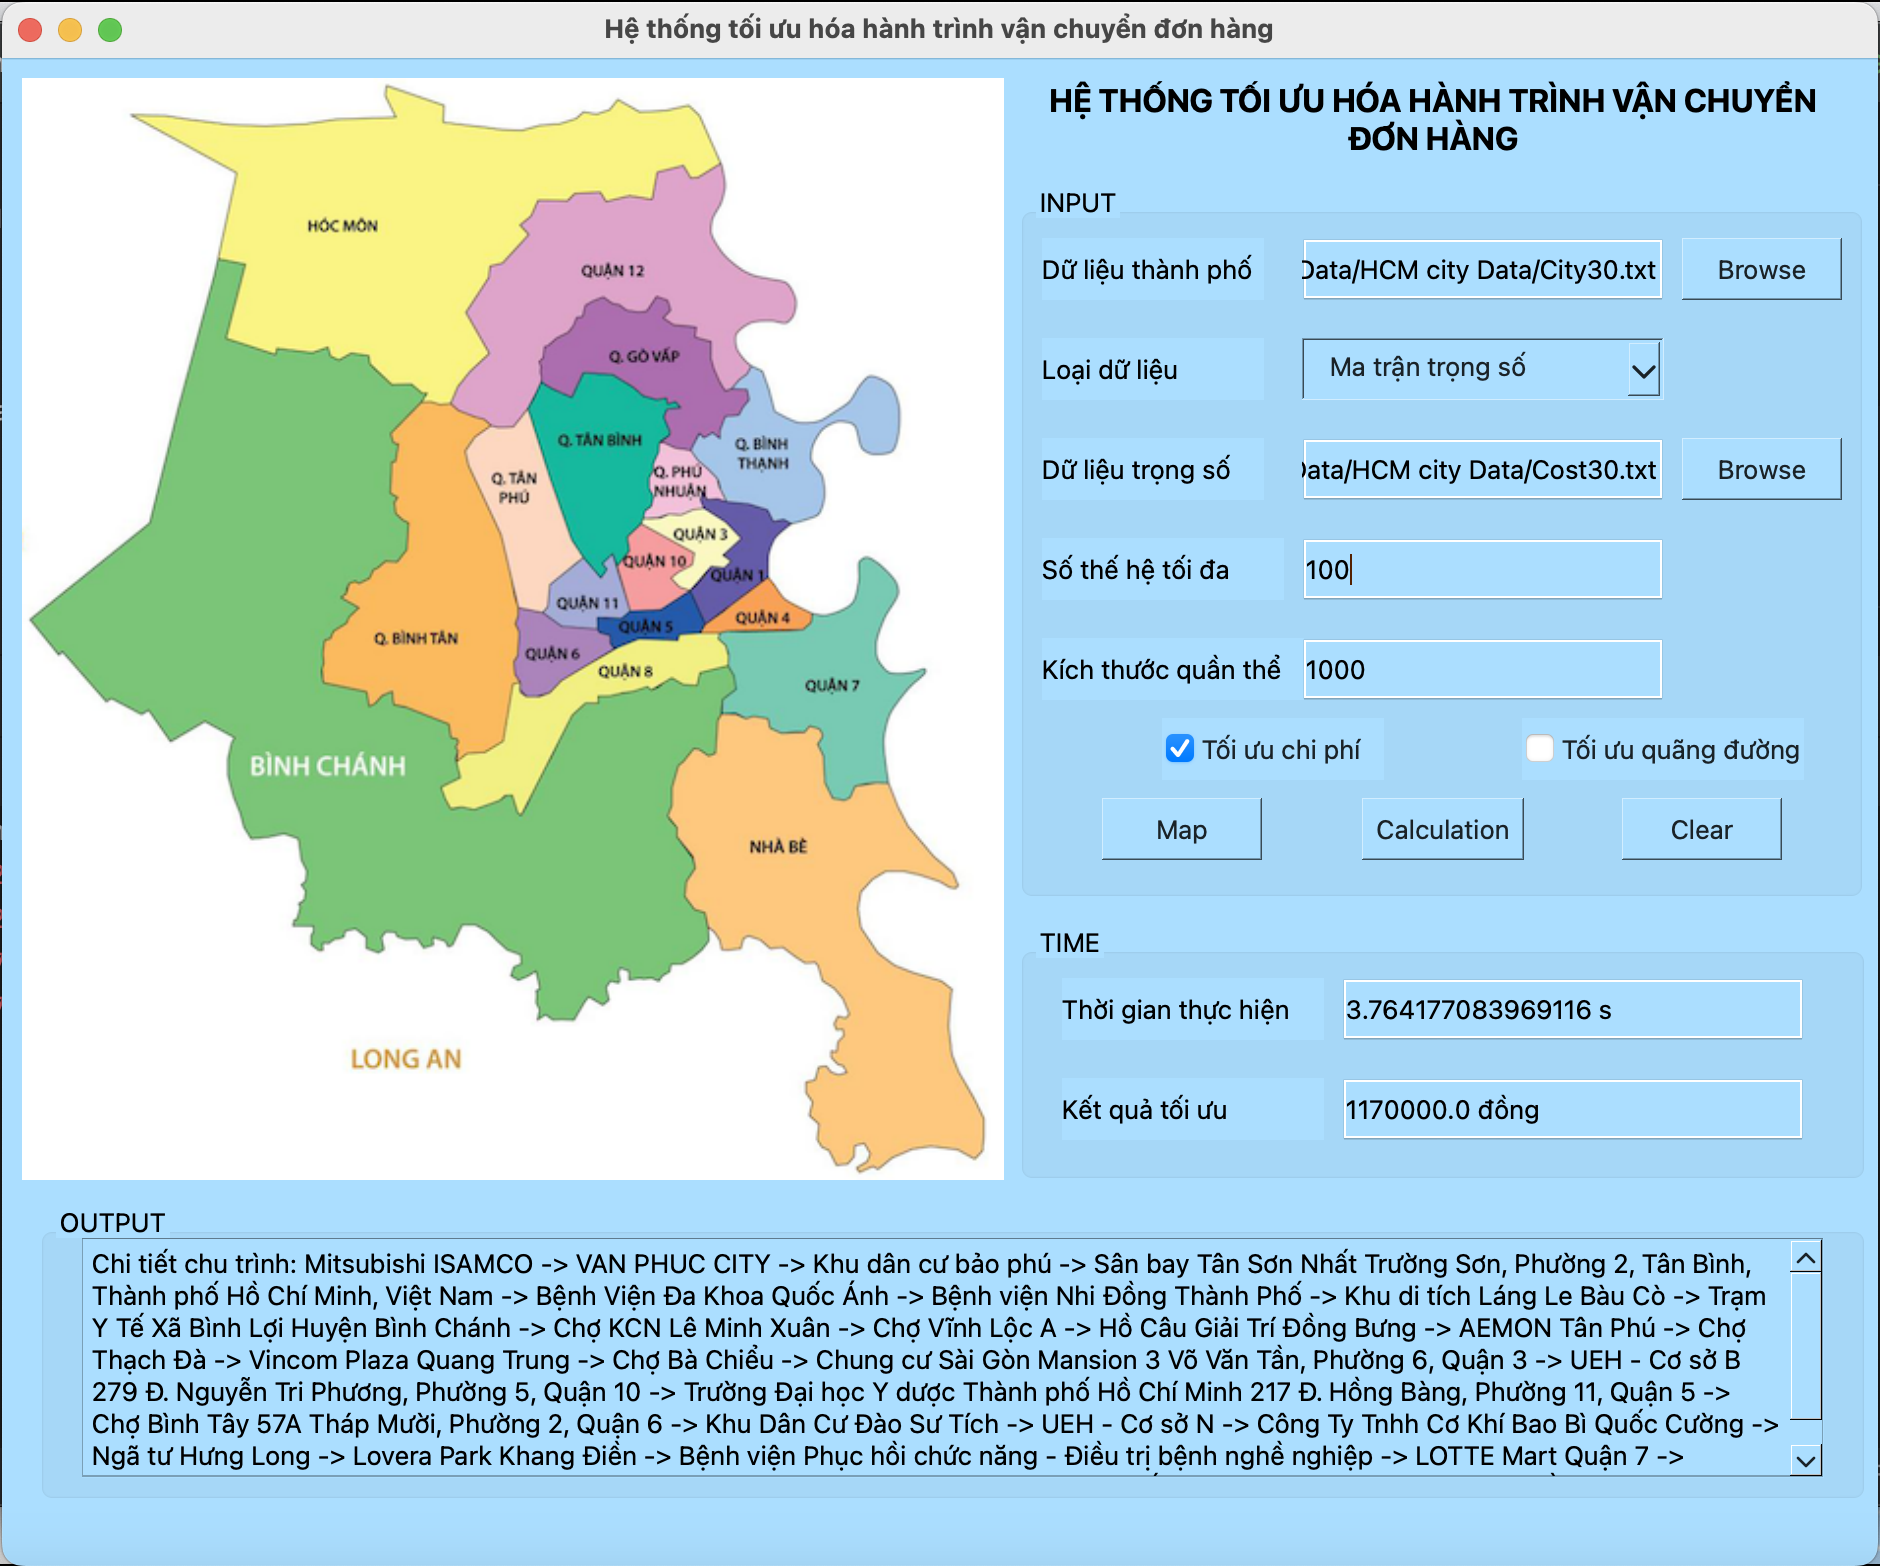 Hệ thống tối ưu hóa hành trình vận chuyển đơn hàng
HÓC MÔN
QUẬN 12
Q. GÒ VẤP
Q. TÂN BÌNH
Q. BÌNH
THẠNH
Q. PHÚ
NHUẬN
Q. TÂN
PHÚ
QUẬN 3
QUẬN 10
QUẬN 1
QUẬN 11
QUẬN 4
QUẬN 5
Q. BÌNH TÂN
QUẬN 6
QUẬN 8
QUẬN 7
BÌNH CHÁNH
NHÀ BÈ
LONG AN
HỆ THỐNG TỐI ƯU HÓA HÀNH TRÌNH VẬN CHUYỂN
ĐƠN HÀNG
INPUT
Dữ liệu thành phố
Data/HCM city Data/City30.txt
Browse
Loại dữ liệu
Ma trận trọng số
Dữ liệu trọng số
Data/HCM city Data/Cost30.txt
Browse
Số thế hệ tối đa
100
Kích thước quần thể
1000
Tối ưu chi phí
Tối ưu quãng đường
Map
Calculation
Clear
TIME
Thời gian thực hiện
3.764177083969116 s
Kết quả tối ưu
1170000.0 đồng
OUTPUT
Chi tiết chu trình: Mitsubishi ISAMCO -> VAN PHUC CITY -> Khu dân cư bảo phú -> Sân bay Tân Sơn Nhất Trường Sơn, Phường 2, Tân Bình,
Thành phố Hồ Chí Minh, Việt Nam -> Bệnh Viện Đa Khoa Quốc Ánh -> Bệnh viện Nhi Đồng Thành Phố -> Khu di tích Láng Le Bàu Cò -> Trạm
Y Tế Xã Bình Lợi Huyện Bình Chánh -> Chợ KCN Lê Minh Xuân -> Chợ Vĩnh Lộc A -> Hồ Câu Giải Trí Đồng Bưng -> AEMON Tân Phú -> Chợ
Thạch Đà -> Vincom Plaza Quang Trung -> Chợ Bà Chiểu -> Chung cư Sài Gòn Mansion 3 Võ Văn Tần, Phường 6, Quận 3 -> UEH - Cơ sở B
279 Đ. Nguyễn Tri Phương, Phường 5, Quận 10 -> Trường Đại học Y dược Thành phố Hồ Chí Minh 217 Đ. Hồng Bàng, Phường 11, Quận 5 ->
Chợ Bình Tây 57A Tháp Mười, Phường 2, Quận 6 -> Khu Dân Cư Đào Sư Tích -> UEH - Cơ sở N -> Công Ty Tnhh Cơ Khí Bao Bì Quốc Cường ->
Ngã tư Hưng Long -> Lovera Park Khang Điền -> Bệnh viện Phục hồi chức năng - Điều trị bệnh nghề nghiệp -> LOTTE Mart Quận 7 ->